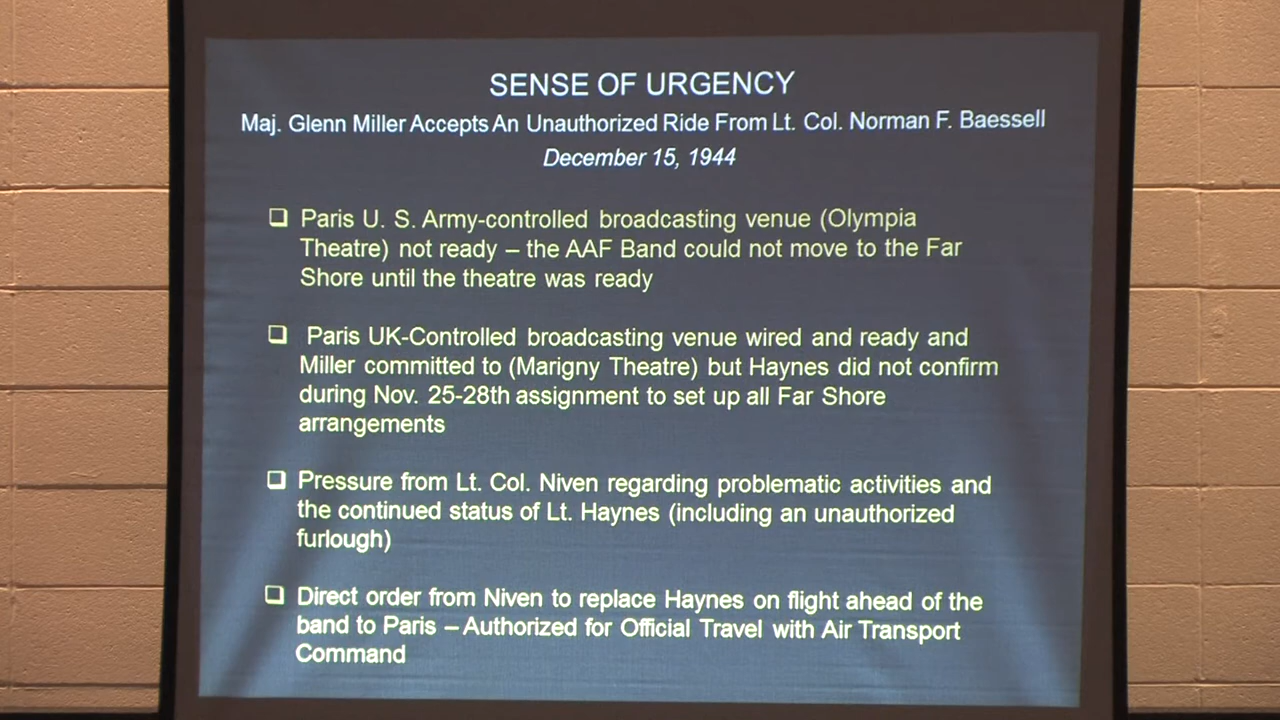 SENSE OF URGENCY
Maj. Glenn Miller Accepts An Unauthorized Ride From Lt. Col. Norman F. Baessell
December 15, 1944
❑ Paris U. S. Army-controlled broadcasting venue (Olympia
Theatre) not ready – the AAF Band could not move to the Far
Shore until the theatre was ready
❑ Paris UK-Controlled broadcasting venue wired and ready and
Miller committed to (Marigny Theatre) but Haynes did not confirm
during Nov. 25-28th assignment to set up all Far Shore
arrangements
❑ Pressure from Lt. Col. Niven regarding problematic activities and
the continued status of Lt. Haynes (including an unauthorized
furlough)
❑ Direct order from Niven to replace Haynes on flight ahead of the
band to Paris – Authorized for Official Travel with Air Transport
Command